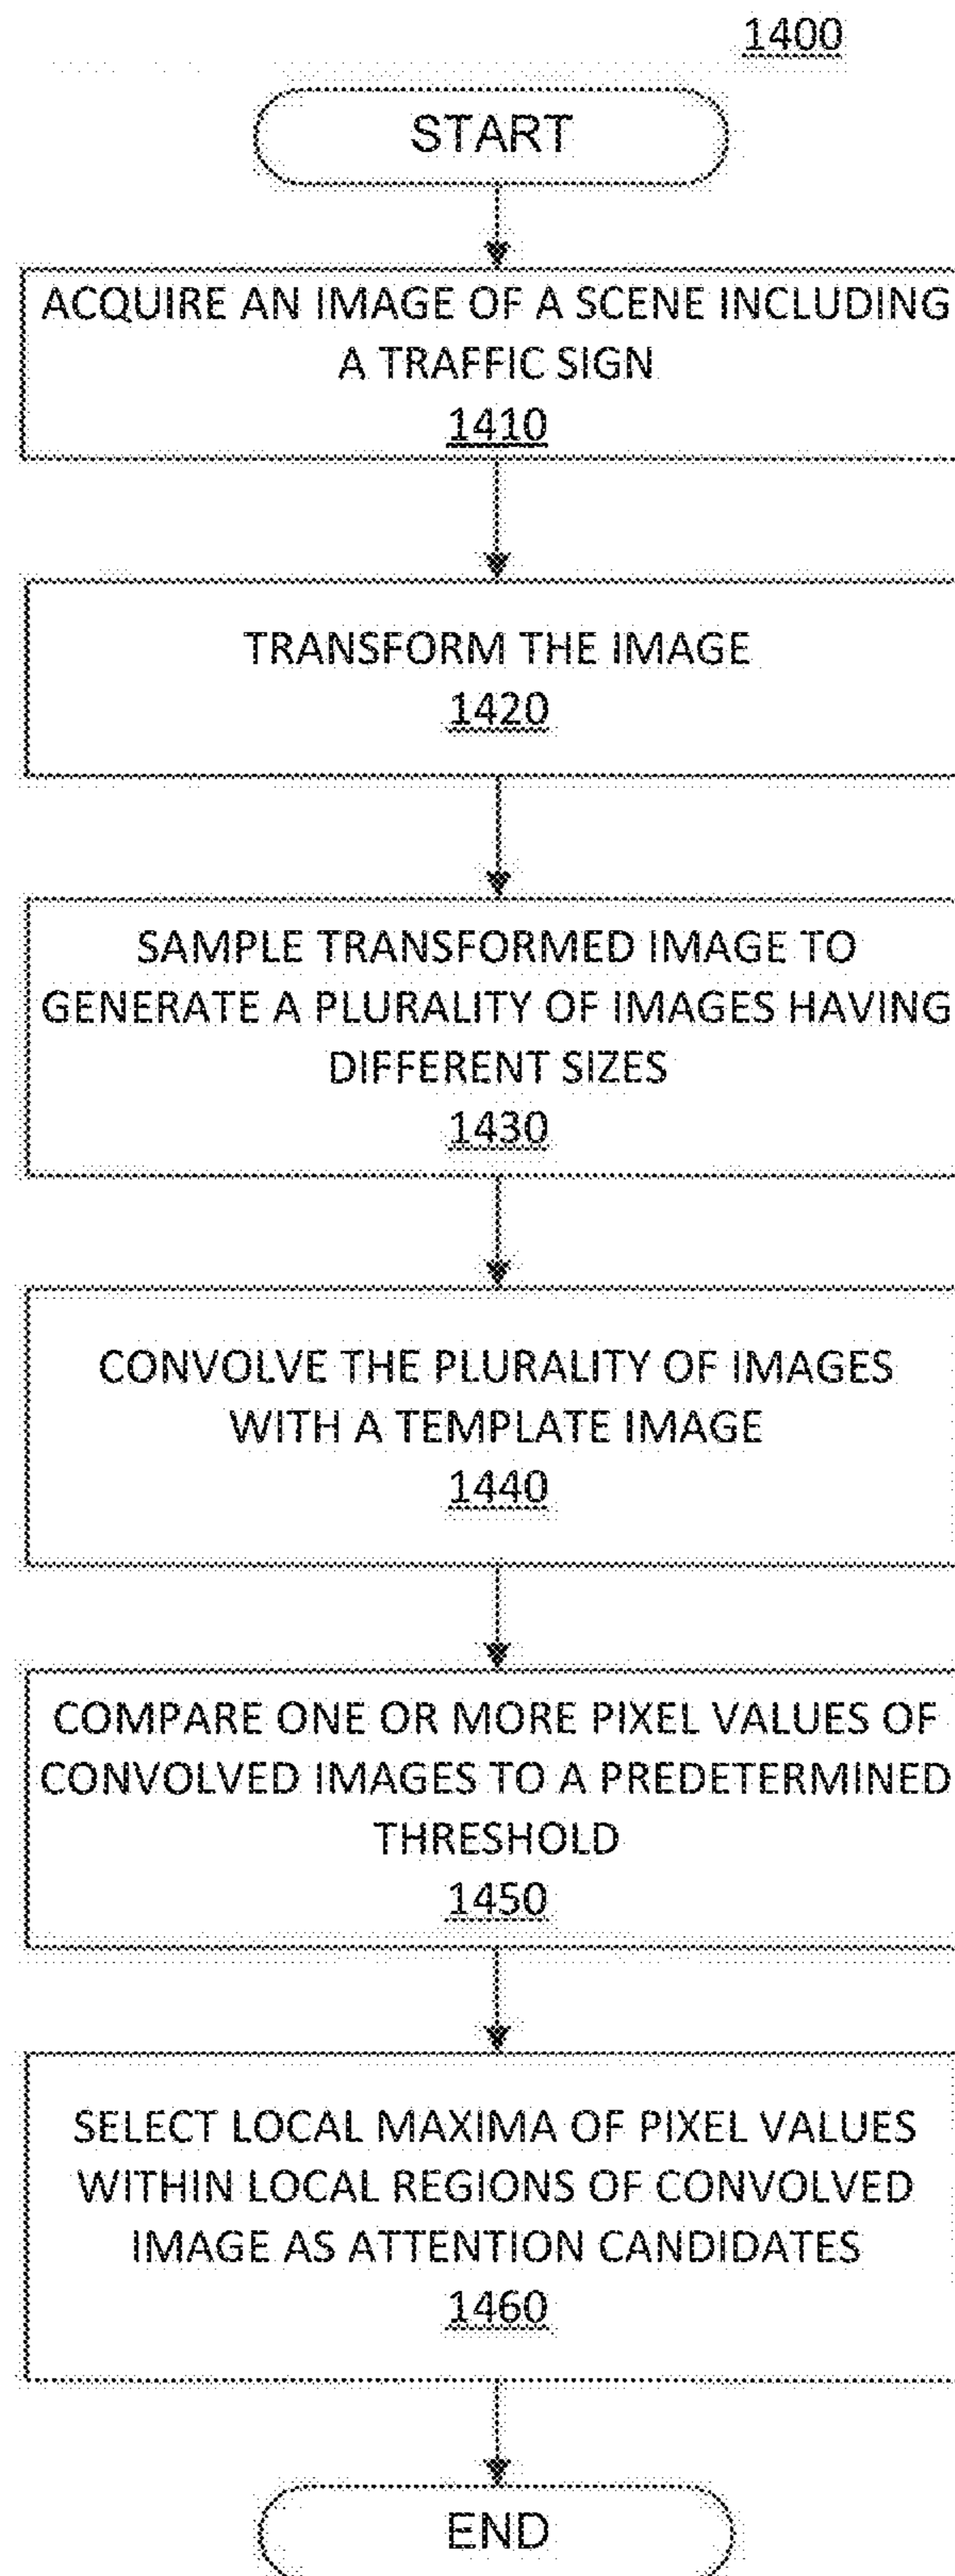 1400
START
ACQUIRE AN IMAGE OF A SCENE INCLUDING
A TRAFFIC SIGN
1410
TRANSFORM THE IMAGE
1420
SAMPLE TRANSFORMED IMAGE TO
GENERATE A PLURALITY OF IMAGES HAVING
DIFFERENT SIZES
1430
CONVOLVE THE PLURALITY OF IMAGES
WITH A TEMPLATE IMAGE
1440
COMPARE ONE OR MORE PIXEL VALUES OF
CONVOLVED IMAGES TO A PREDETERMINED
THRESHOLD
1450
SELECT LOCAL MAXIMA OF PIXEL VALUES
WITHIN LOCAL REGIONS OF CONVOLVED
IMAGE AS ATTENTION CANDIDATES
1460
END